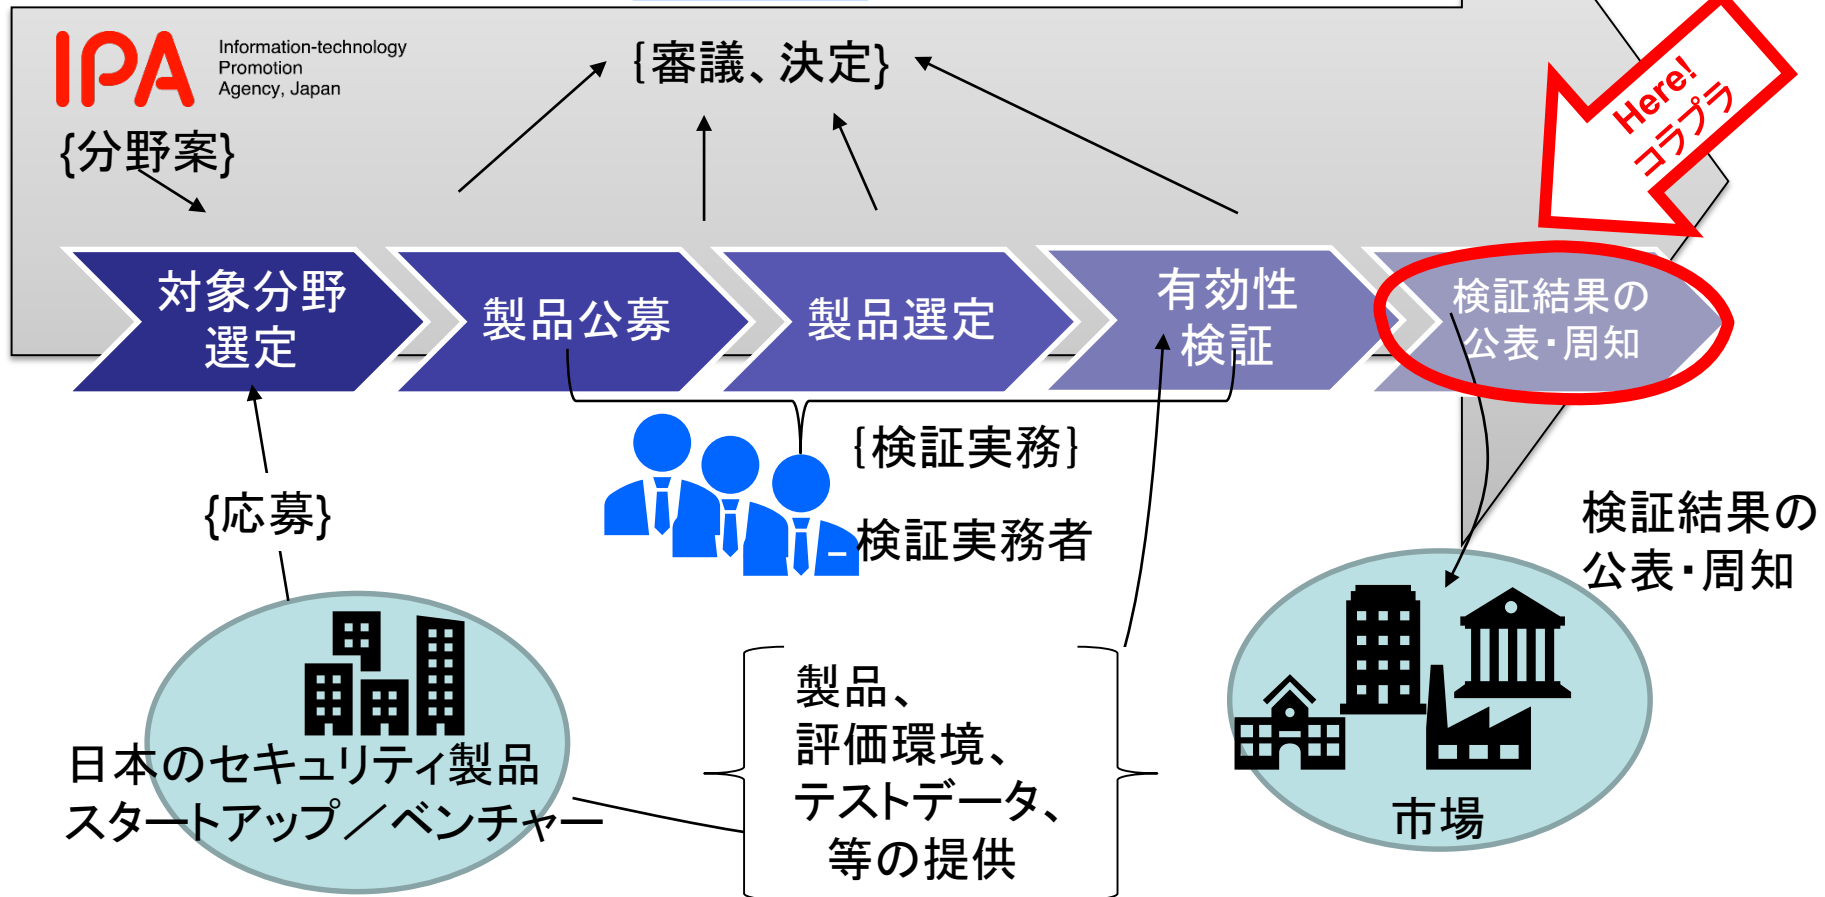 IPA
Information-technology
Promotion
Agency, Japan
{審議、決定}
Here!
コラプラ
{分野案}
対象分野
選定
製品公募
製品選定
有効性
検証
検証結果の
公表・周知
{検証実務}
検証実務者
{応募}
検証結果の
公表・周知
日本のセキュリティ製品
スタートアップ／ベンチャー
製品、
評価環境、
テストデータ、
等の提供
市場